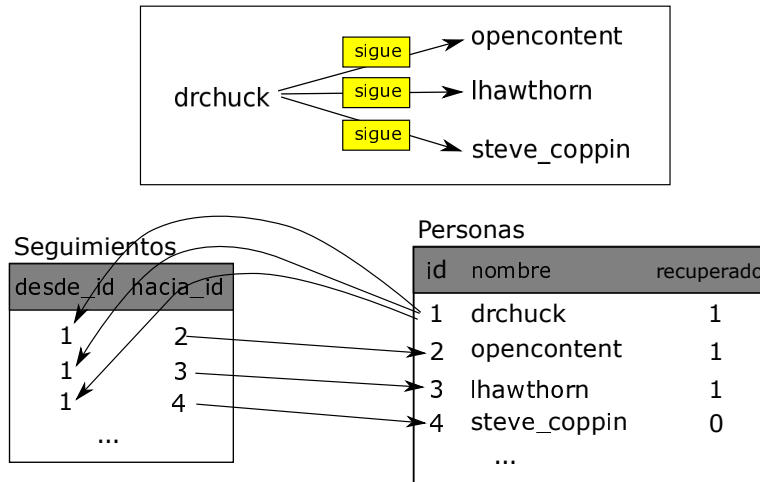 opencontent
sigue
drchuck
sigue
lhawthorn
sigue
steve_coppin
Seguimientos
desde_id hacia_id
1 2
1 3
1 4
...
Personas
id nombre recuperado
1 drchuck 1
2 opencontent 1
3 lhawthorn 1
4 steve_coppin 0
...